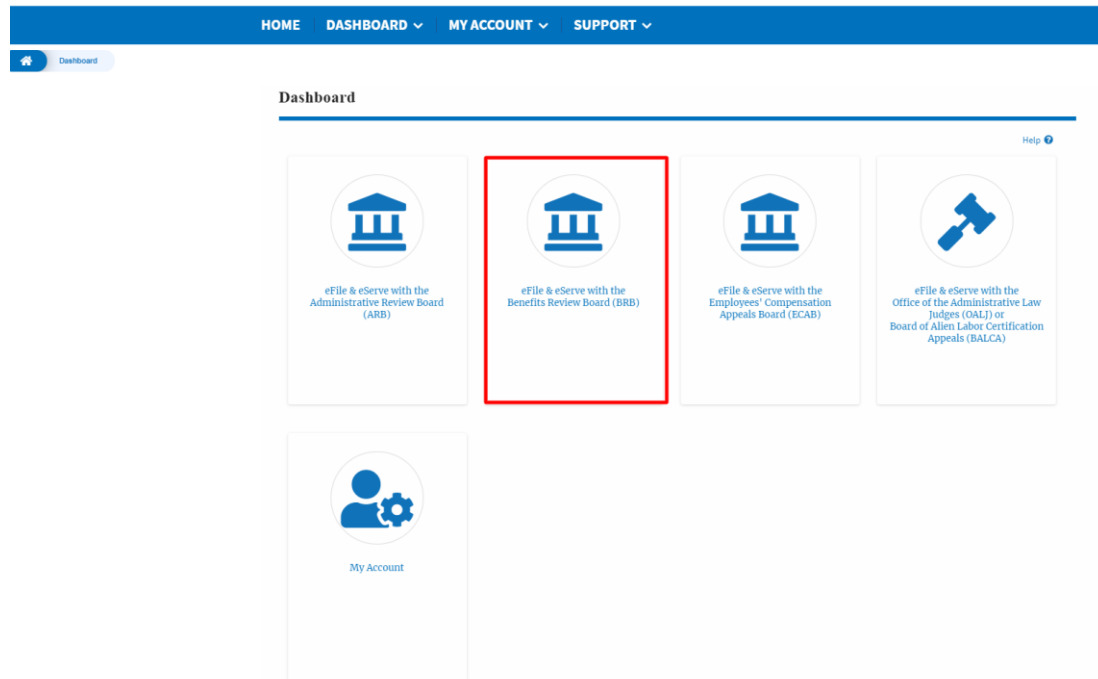 HOME DASHBOARD MY ACCOUNT SUPPORT
Dashboard
Dashboard
Help
eFile & eServe with the
Administrative Review Board
(ARB)
eFile & eServe with the
Benefits Review Board (BRB)
eFile & eServe with the
Employees' Compensation
Appeals Board (ECAB)
eFile & eServe with the
Office of the Administrative Law
Judges (OALJ) or
Board of Alien Labor Certification
Appeals (BALCA)
My Account